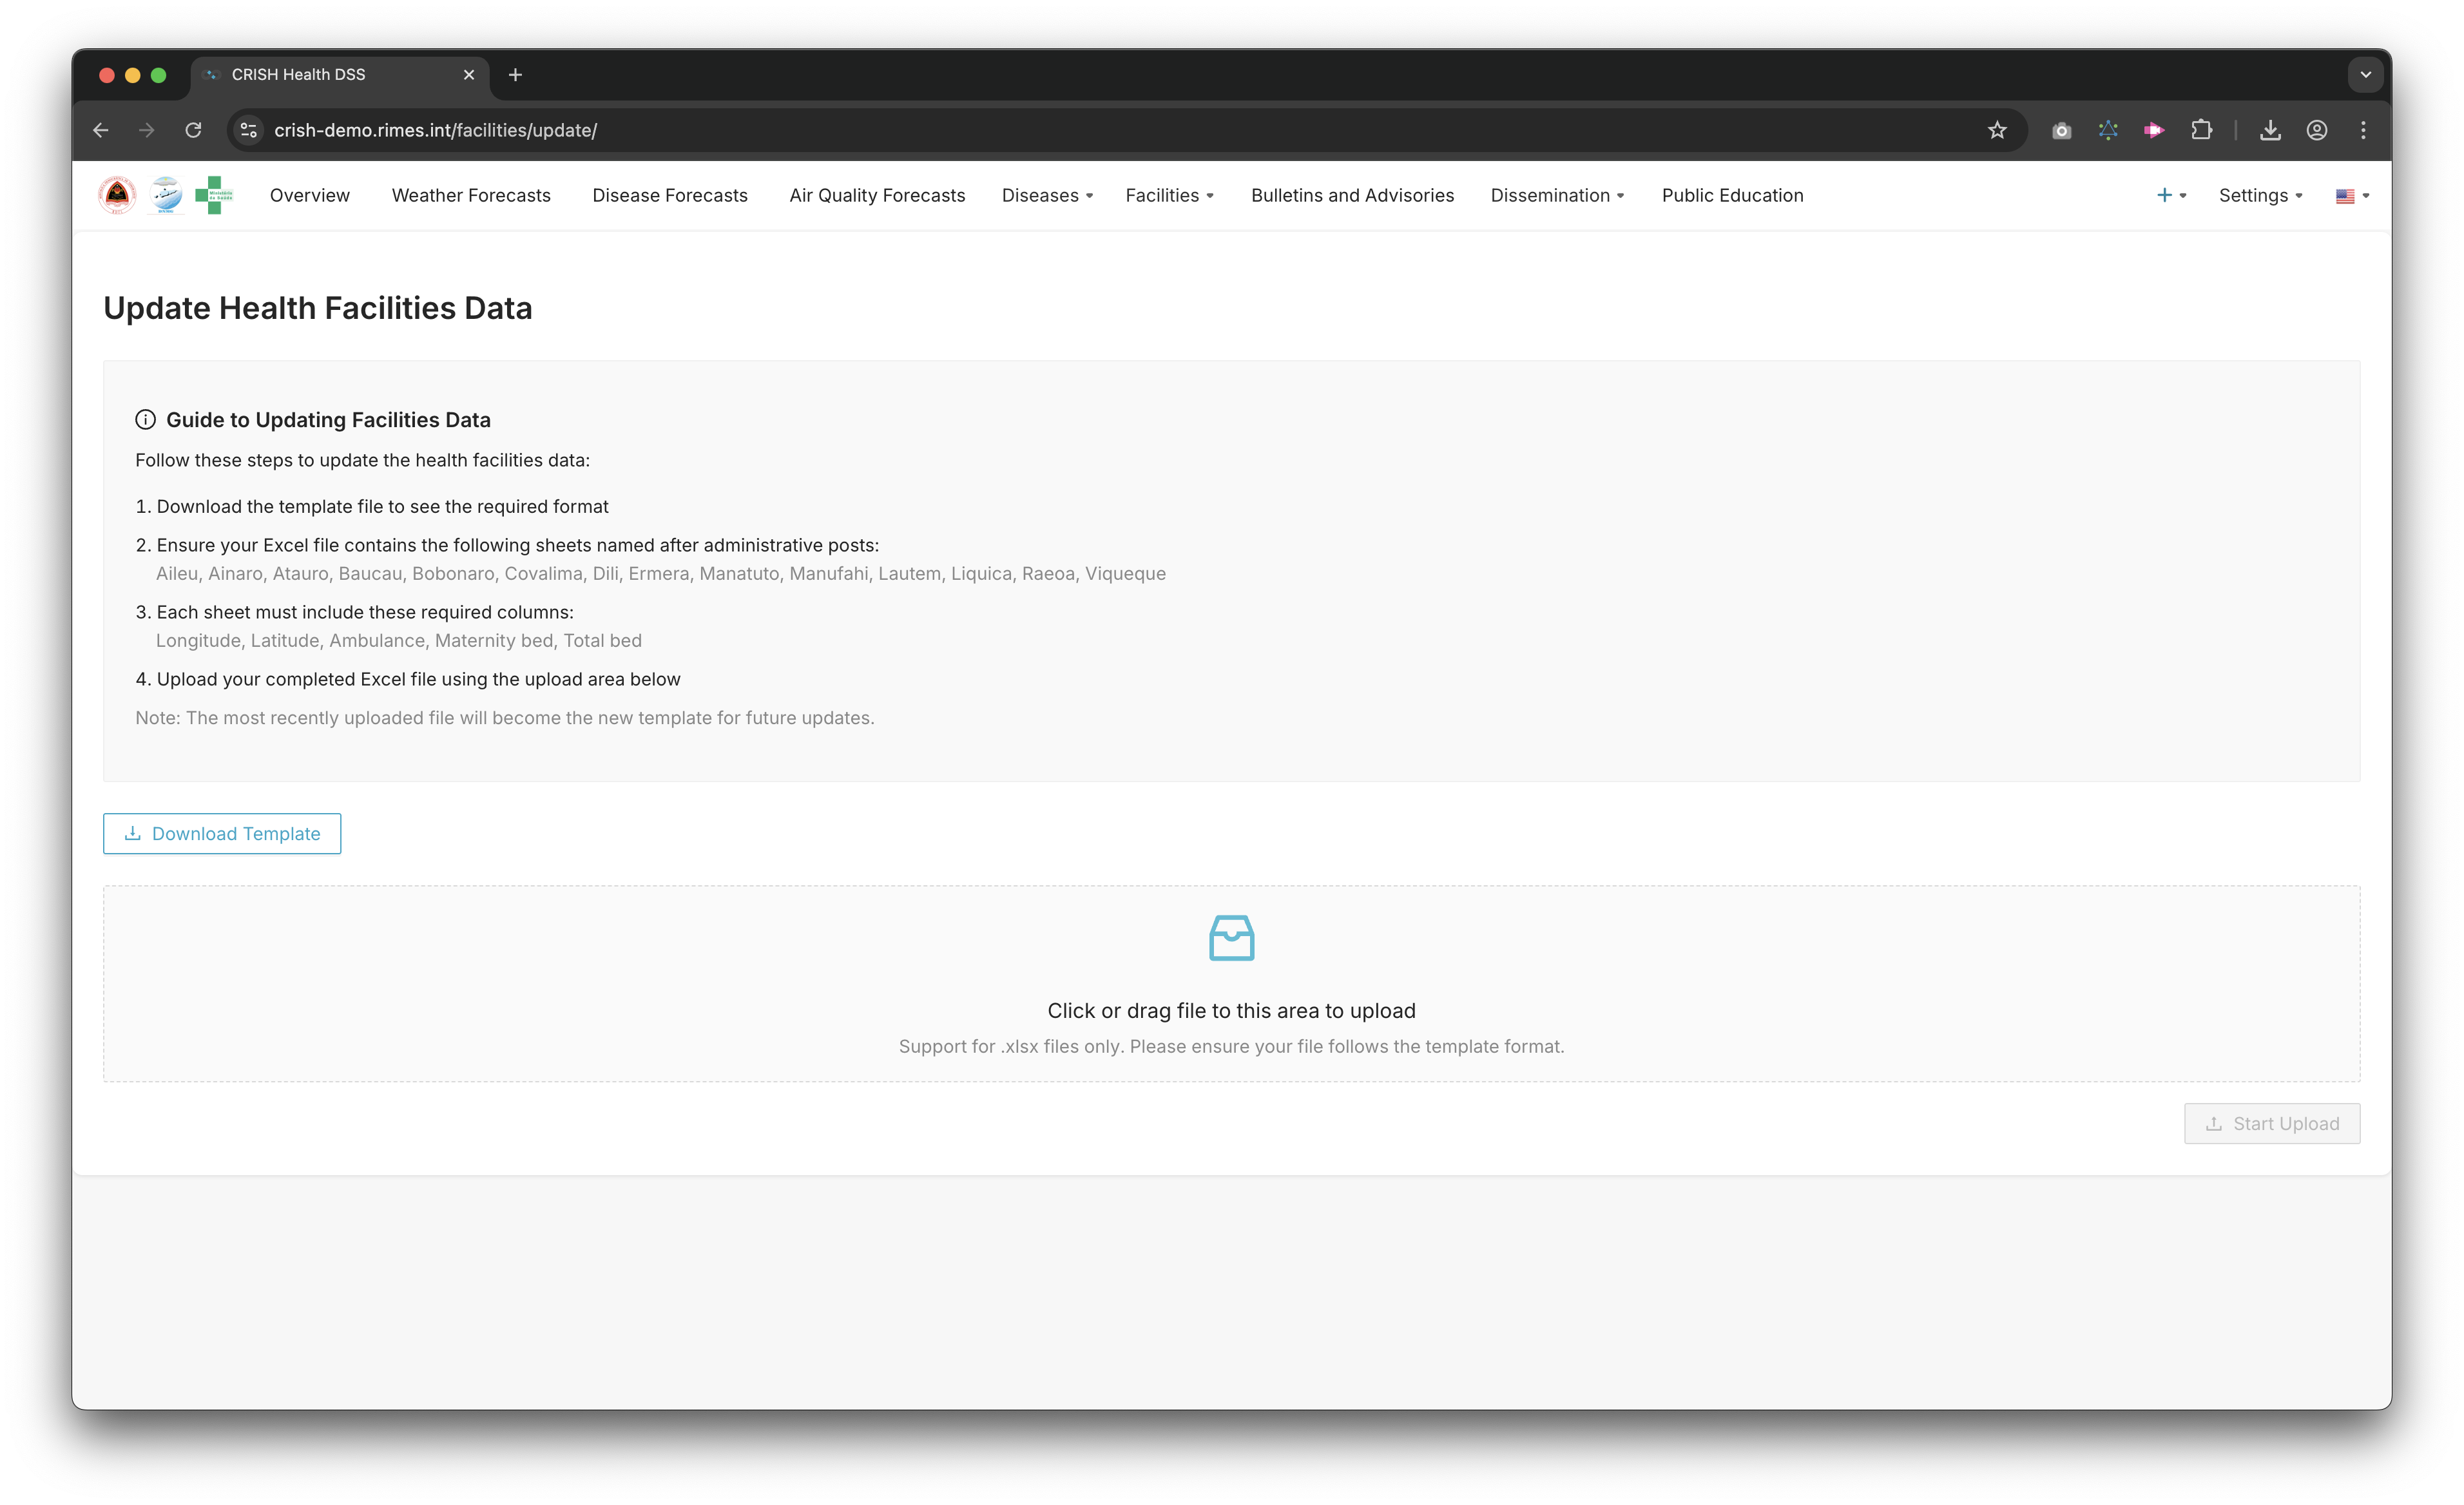 CRISH Health DSS
crish-demo.rimes.int/facilities/update/
Overview Weather Forecasts Disease Forecasts Air Quality Forecasts Diseases Facilities Bulletins and Advisories Dissemination Public Education Settings
Update Health Facilities Data
Guide to Updating Facilities Data
Follow these steps to update the health facilities data:
1. Download the template file to see the required format
2. Ensure your Excel file contains the following sheets named after administrative posts:
Aileu, Ainaro, Atauro, Baucau, Bobonaro, Covalima, Dili, Ermera, Manatuto, Manufahi, Lautem, Liquica, Raeoa, Viqueque
3. Each sheet must include these required columns:
Longitude, Latitude, Ambulance, Maternity bed, Total bed
4. Upload your completed Excel file using the upload area below
Note: The most recently uploaded file will become the new template for future updates.
Download Template
Click or drag file to this area to upload
Support for .xlsx files only. Please ensure your file follows the template format.
Start Upload